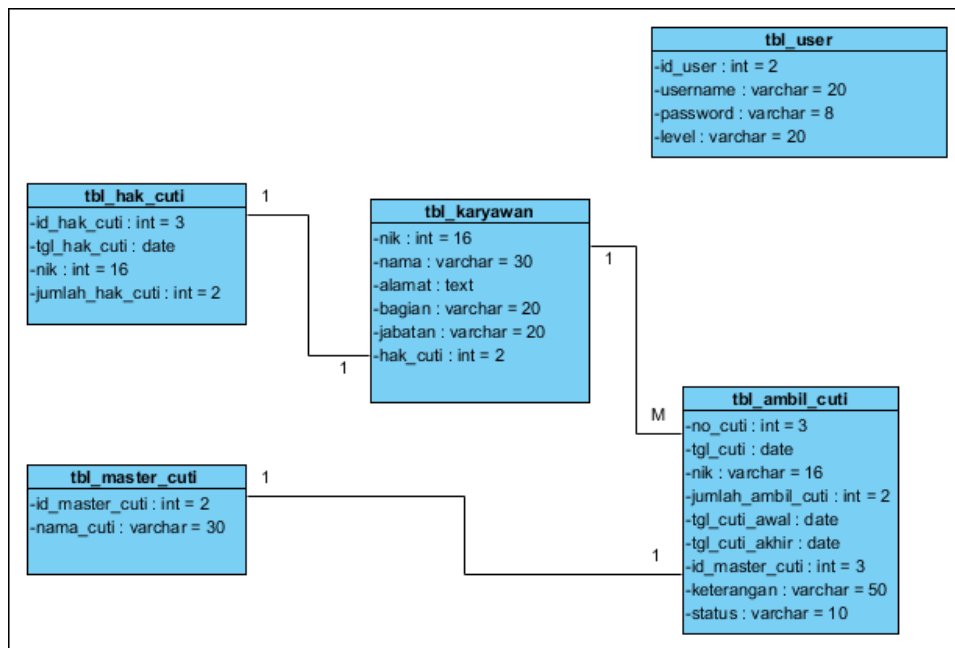 tbl_user
-id_user : int = 2
-username : varchar = 20
-password : varchar = 8
-level : varchar = 20
tbl_hak_cuti
-id_hak_cuti : int = 3
-tgl_hak_cuti : date
-nik : int = 16
-jumlah_hak_cuti : int = 2
1
1
tbl_karyawan
-nik : int = 16
-nama : varchar = 30
-alamat : text
-bagian : varchar = 20
-jabatan : varchar = 20
-hak_cuti : int = 2
1
M
tbl_master_cuti
-id_master_cuti : int = 2
-nama_cuti : varchar = 30
1
1
tbl_ambil_cuti
-no_cuti : int = 3
-tgl_cuti : date
-nik : varchar = 16
-jumlah_ambil_cuti : int = 2
-tgl_cuti_awal : date
-tgl_cuti_akhir : date
-id_master_cuti : int = 3
-keterangan : varchar = 50
-status : varchar = 10